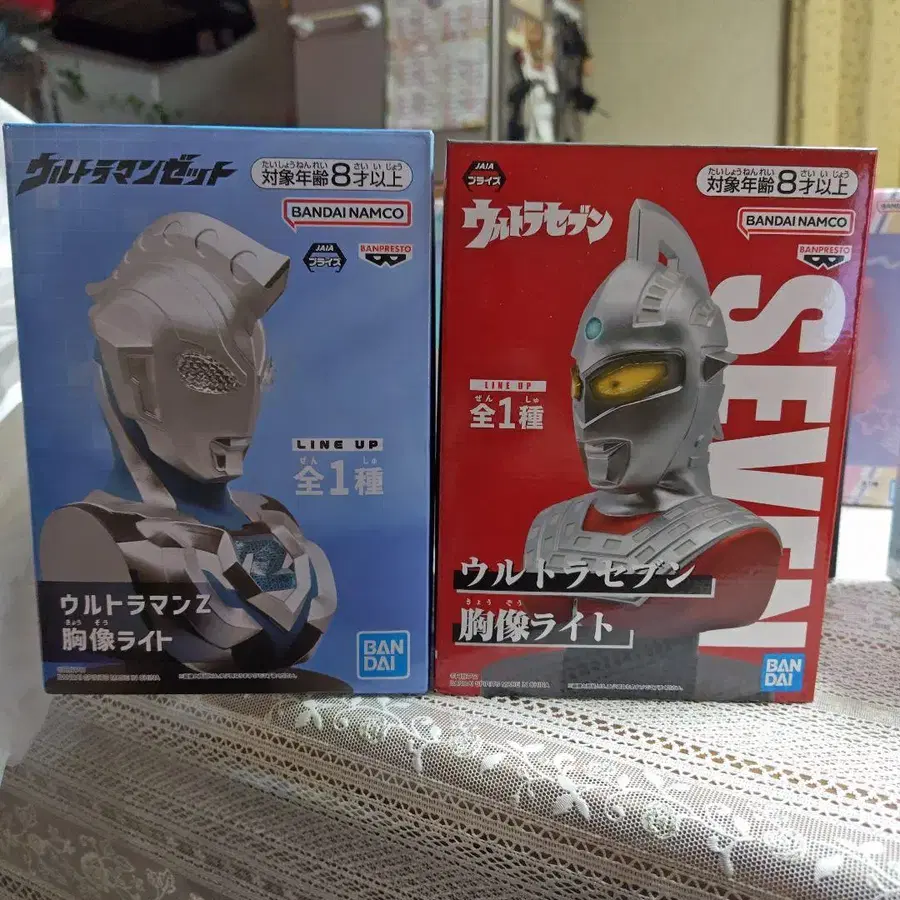 ウルトラマンゼット
たいしょうねんれい さい いじょう
対象年齢8才以上
BANDAI NAMCO
JAIA
プライズ
BANPRESTO
LINE UP
ぜん しゅ
全1種
ウルトラマンZ
きょう ぞう
胸像ライト
BAN
DAI
JAIA
プライズ
ウルトラセブン
たいしょうねんれい さい いじょう
対象年齢8才以上
BANDAI NAMCO
BANPRESTO
SEVEN
LINE UP
ぜん しゅ
全1種
ウルトラセブン
きょう ぞう
胸像ライト
BAN
DAI